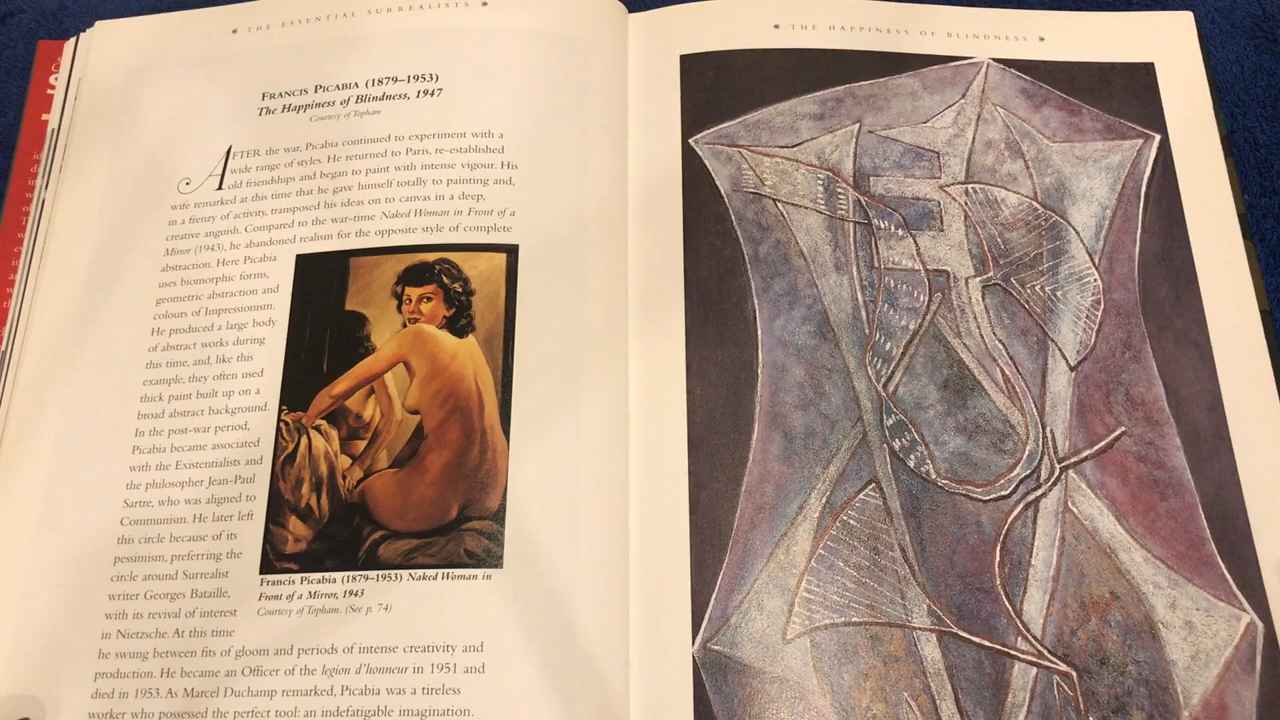 THE ESSENTIAL SURREALISTS
FRANCIS PICABIA (1879–1953)
The Happiness of Blindness, 1947
Courtesy of Topham
AFTER the war, Picabia continued to experiment with a
wide range of styles. He returned to Paris, re-established
old friendships and began to paint with intense vigour. His
wife remarked at this time that he gave himself totally to painting and,
in a frenzy of activity, transposed his ideas on to canvas in a deep,
creative anguish. Compared to the war-time Naked Woman in Front of a
Mirror (1943), he abandoned realism for the opposite style of complete
abstraction. Here Picabia
uses biomorphic forms,
geometric abstraction and
colours of Impressionism.
He produced a large body
of abstract works during
this time, and, like this
example, they often used
thick paint built up on a
broad abstract background.
In the post-war period,
Picabia became associated
with the Existentialists and
the philosopher Jean-Paul
Sartre, who was aligned to
Communism. He later left
this circle because of its
pessimism, preferring the
circle around Surrealist
writer Georges Bataille,
with its revival of interest
in Nietzsche. At this time
he swung between fits of gloom and periods of intense creativity and
production. He became an Officer of the legion d'honneur in 1951 and
died in 1953. As Marcel Duchamp remarked, Picabia was a tireless
worker who possessed the perfect tool: an indefatigable imagination.
Francis Picabia (1879–1953) Naked Woman in
Front of a Mirror, 1943
Courtesy of Topham. (See p. 74)
THE HAPPINESS OF BLINDNESS